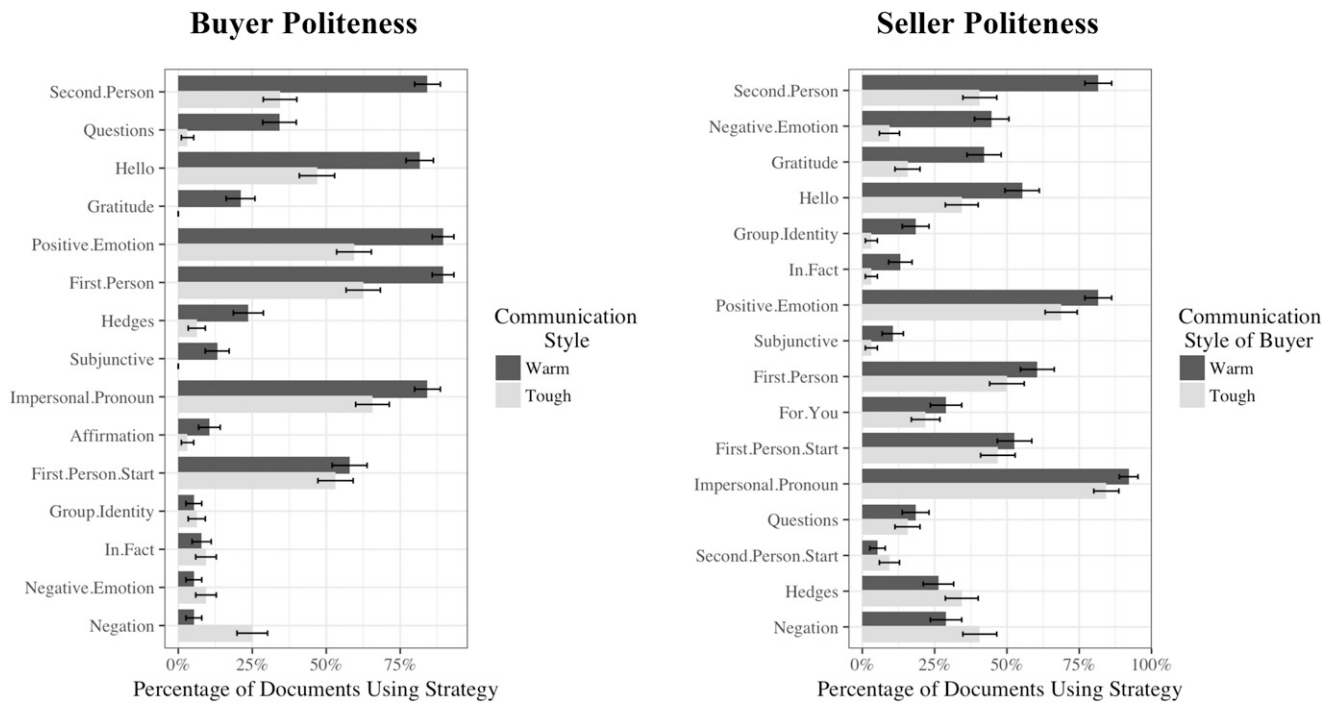 Buyer Politeness
Second.Person
Questions
Hello
Gratitude
Positive.Emotion
First.Person
Hedges
Subjunctive
Impersonal.Pronoun
Affirmation
First.Person.Start
Group.Identity
In.Fact
Negative.Emotion
Negation
0% 25% 50% 75%
Percentage of Documents Using Strategy
Communication
Style
Warm
Tough
Seller Politeness
Second.Person
Negative.Emotion
Gratitude
Hello
Group.Identity
In.Fact
Positive.Emotion
Subjunctive
First.Person
For.You
First.Person.Start
Impersonal.Pronoun
Questions
Second.Person.Start
Hedges
Negation
0% 25% 50% 75% 100%
Percentage of Documents Using Strategy
Communication
Style of Buyer
Warm
Tough